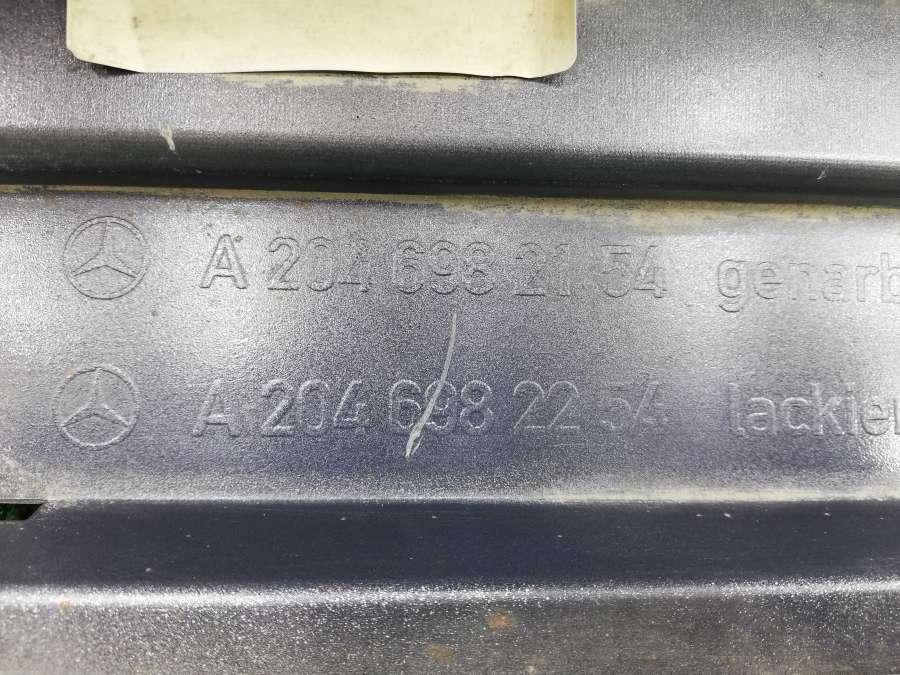 A 204 698 21 54 genarb
A 204 698 22 54 lackier